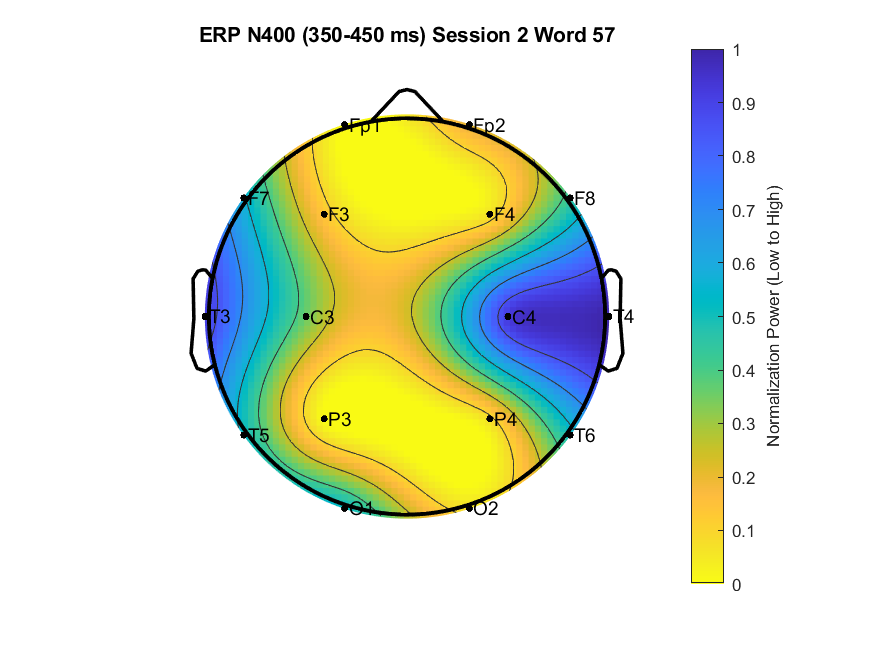 ERP N400 (350-450 ms) Session 2 Word 57
Fp1
Fp2
F7
F3
F4
F8
T3
C3
C4
T4
T5
P3
P4
T6
O1
O2
1
0.9
0.8
0.7
0.6
0.5
0.4
0.3
0.2
0.1
0
Normalization Power (Low to High)